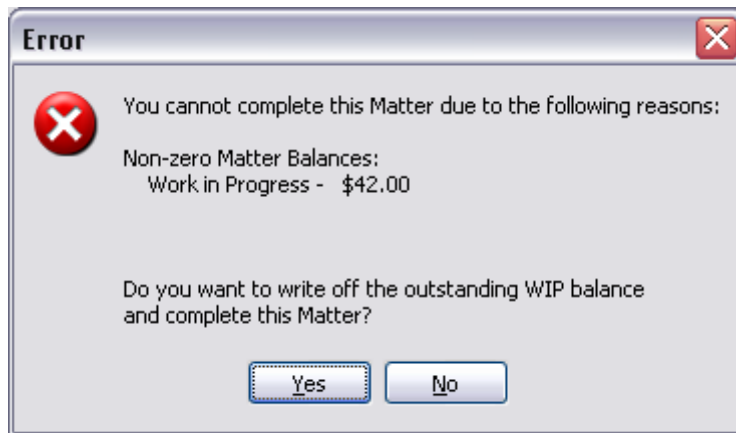 Error
You cannot complete this Matter due to the following reasons:
Non-zero Matter Balances:
Work in Progress - $42.00
Do you want to write off the outstanding WIP balance
and complete this Matter?
Yes
No